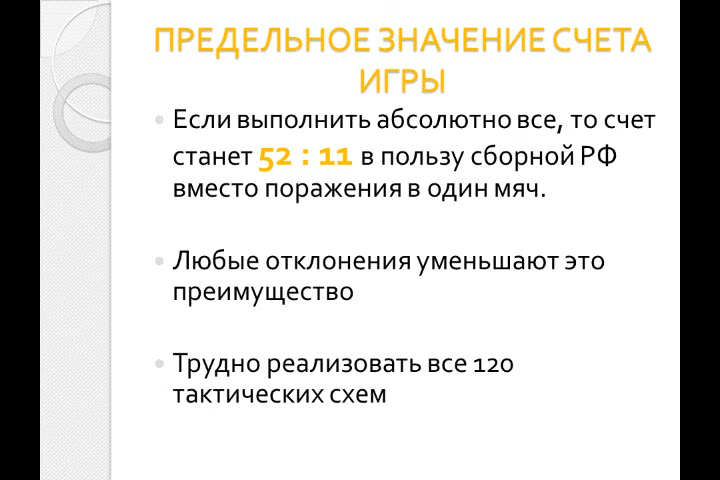 ПРЕДЕЛЬНОЕ ЗНАЧЕНИЕ СЧЕТА
ИГРЫ
Если выполнить абсолютно все, то счет
станет 52 : 11 в пользу сборной РФ
вместо поражения в один мяч.
Любые отклонения уменьшают это
преимущество
Трудно реализовать все 120
тактических схем